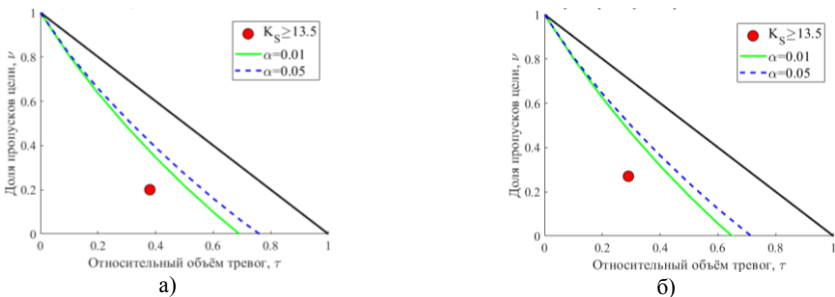 1
0.8
0.6
0.4
0.2
0
Доля пропусков цели, ν
K_S≥13.5
α=0.01
α=0.05
0 0.2 0.4 0.6 0.8 1
Относительный объём тревог, τ
а)
1
0.8
0.6
0.4
0.2
0
Доля пропусков цели, ν
K_S≥13.5
α=0.01
α=0.05
0 0.2 0.4 0.6 0.8 1
Относительный объём тревог, τ
б)